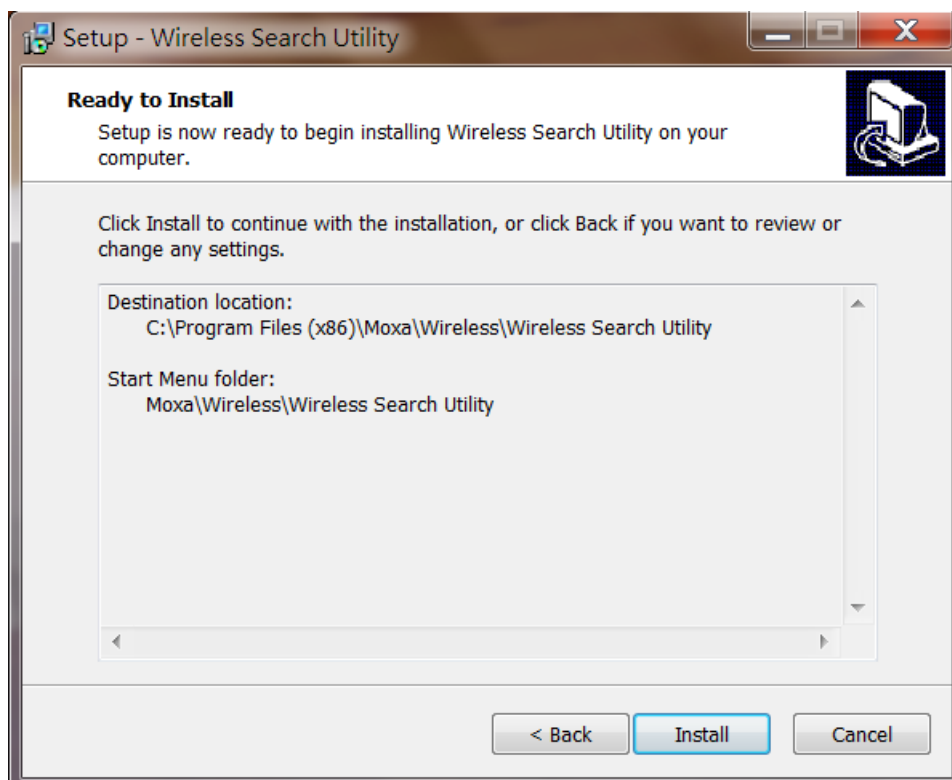 Setup - Wireless Search Utility
Ready to Install
Setup is now ready to begin installing Wireless Search Utility on your
computer.
Click Install to continue with the installation, or click Back if you want to review or
change any settings.
Destination location:
C:\Program Files (x86)\Moxa\Wireless\Wireless Search Utility
Start Menu folder:
Moxa\Wireless\Wireless Search Utility
< Back Install Cancel